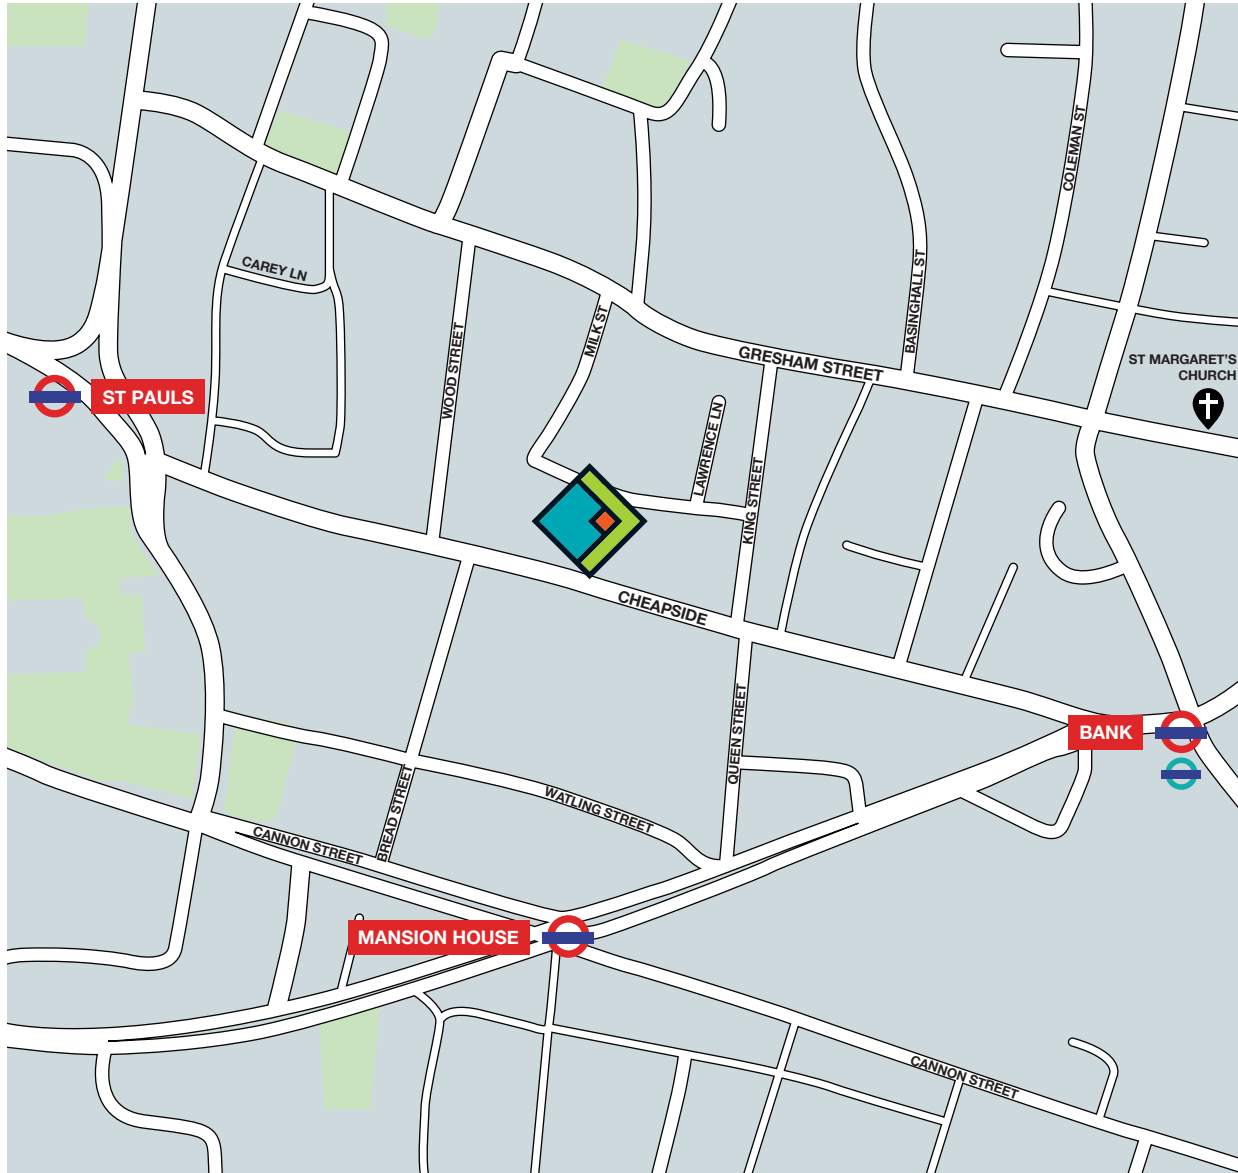 COLEMAN ST
CAREY LN
BASINGHALL ST
MILK ST
WOOD STREET
GRESHAM STREET
ST MARGARET'S
CHURCH
ST PAULS
LAWRENCE LN
KING STREET
CHEAPSIDE
QUEEN STREET
BANK
BREAD STREET
WATLING STREET
CANNON STREET
MANSION HOUSE
CANNON STREET